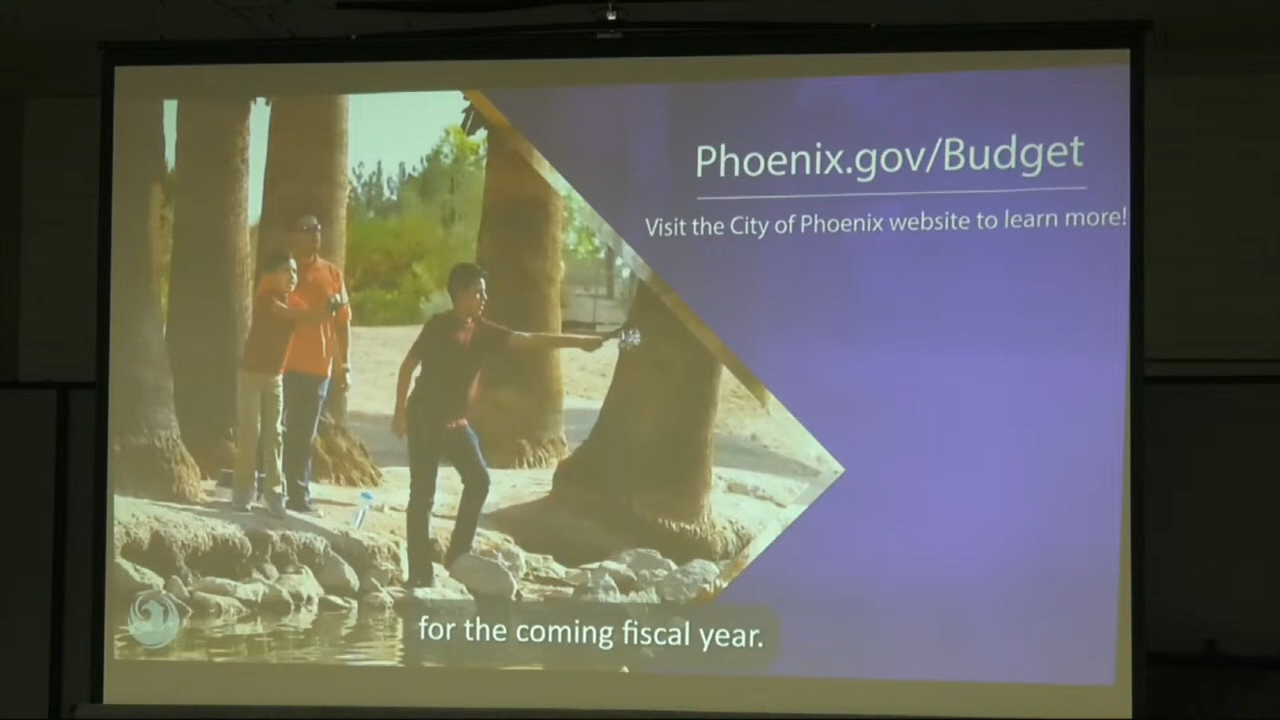 Phoenix.gov/Budget
Visit the City of Phoenix website to learn more!
for the coming fiscal year.